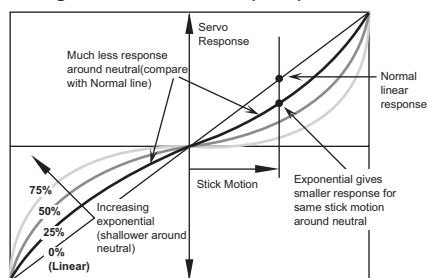 Servo
Response
Much less response
around neutral(compare
with Normal line)
Normal
linear
response
Stick Motion
Exponential gives
smaller response for
same stick motion
around neutral
Increasing
exponential
(shallower around
neutral)
75%
50%
25%
0%
(Linear)